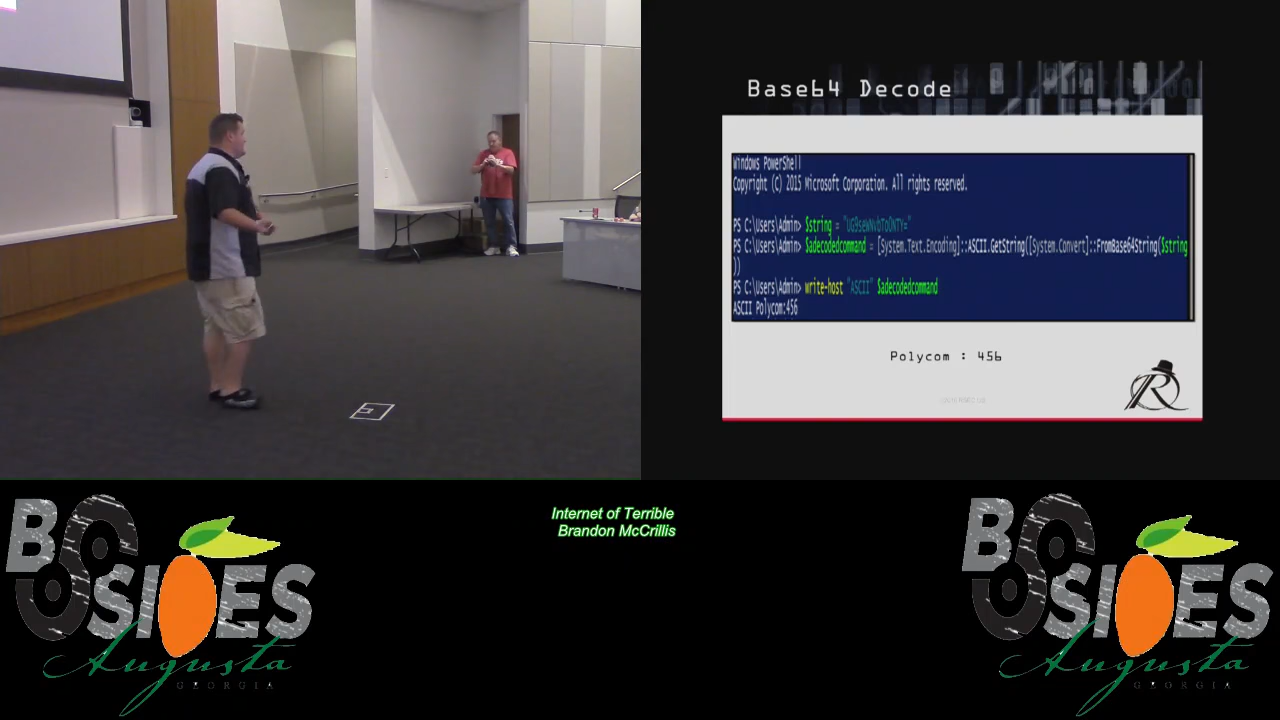 Base64 Decode
Windows PowerShell
Copyright (C) 2015 Microsoft Corporation. All rights reserved.
PS C:\Users\Admin> $string = "UG9seWNvbTo0NTY="
PS C:\Users\Admin> $adecodedcommand = [System.Text.Encoding]::ASCII.GetString([System.Convert]::FromBase64String($string
))
PS C:\Users\Admin> write-host "ASCII" $adecodedcommand
ASCII Polycom:456
Polycom : 456
R
Internet of Terrible
Brandon McCrillis
BSIDES
Augusta
GEORGIA
BSIDES
Augusta
GEORGIA